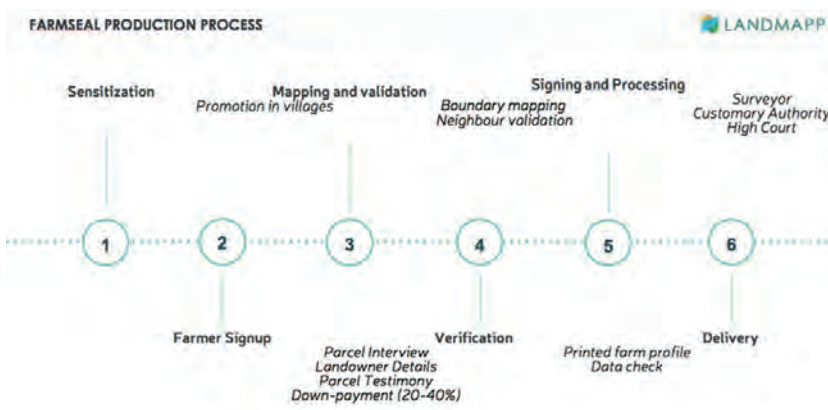 FARMSEAL PRODUCTION PROCESS
LANDMAPP
Sensitization
Promotion in villages
Mapping and validation
Boundary mapping
Neighbour validation
Signing and Processing
Surveyor
Customary Authority
High Court
1
2
3
4
5
6
Farmer Signup
Parcel Interview
Landowner Details
Parcel Testimony
Down-payment (20-40%)
Verification
Printed farm profile
Data check
Delivery